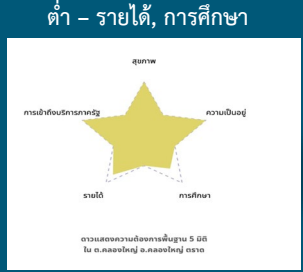 ต่ำ – รายได้, การศึกษา
สุขภาพ
การเข้าถึงบริการภาครัฐ
ความเป็นอยู่
รายได้
การศึกษา
ดาวแสดงความต้องการพื้นฐาน 5 มิติ
ใน ต.คลองใหญ่ อ.คลองใหญ่ ตราด